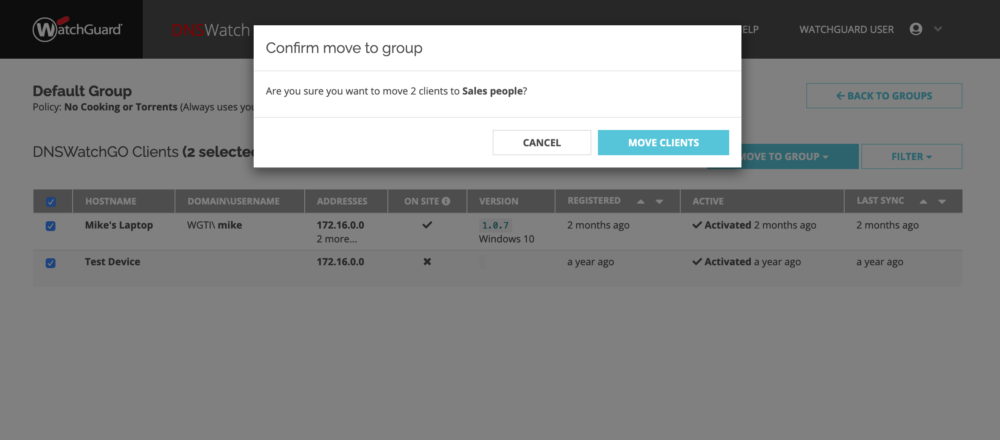 WatchGuard
DNSWatch
WATCHGUARD USER
Confirm move to group
Are you sure you want to move 2 clients to Sales people?
CANCEL
MOVE CLIENTS
Default Group
Policy: No Cooking or Torrents (Always uses
BACK TO GROUPS
DNSWatchGO Clients (2 selected
TO GROUP
FILTER
HOSTNAME DOMAIN\USERNAME ADDRESSES ON SITE VERSION REGISTERED ACTIVE LAST SYNC
Mike's Laptop WGTI\ mike 172.16.0.0 1.0.7 2 months ago Activated 2 months ago 2 months ago
2 more... Windows 10
Test Device 172.16.0.0 a year ago Activated a year ago a year ago